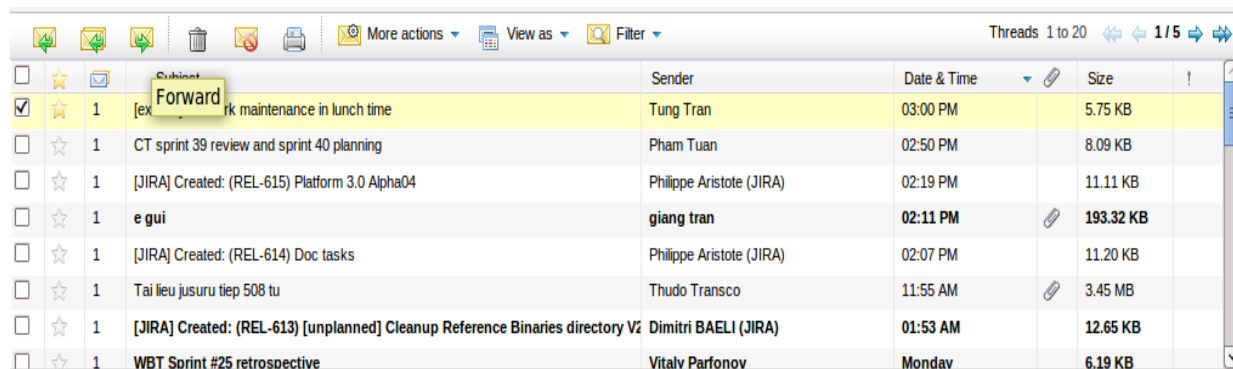 More actions View as Filter Threads 1 to 20 1 / 5
Subject Sender Date & Time Size !
Forward
[ex rk maintenance in lunch time Tung Tran 03:00 PM 5.75 KB
1 CT sprint 39 review and sprint 40 planning Pham Tuan 02:50 PM 8.09 KB
1 [JIRA] Created: (REL-615) Platform 3.0 Alpha04 Philippe Aristote (JIRA) 02:19 PM 11.11 KB
1 e gui giang tran 02:11 PM 193.32 KB
1 [JIRA] Created: (REL-614) Doc tasks Philippe Aristote (JIRA) 02:07 PM 11.20 KB
1 Tai lieu jusuru tiep 508 tu Thudo Transco 11:55 AM 3.45 MB
1 [JIRA] Created: (REL-613) [unplanned] Cleanup Reference Binaries directory V2 Dimitri BAELI (JIRA) 01:53 AM 12.65 KB
1 WBT Sprint #25 retrospective Vitaly Parfonov Monday 6.19 KB